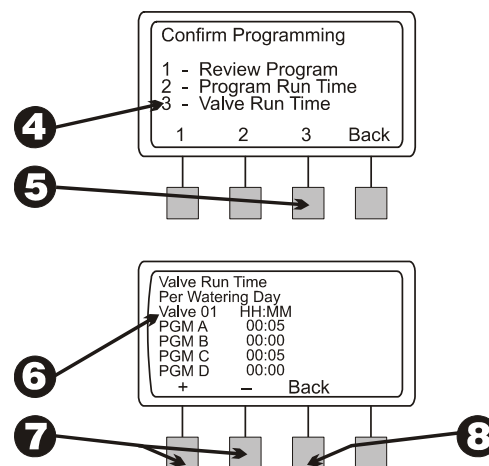 Confirm Programming
1 - Review Program
2 - Program Run Time
3 - Valve Run Time
1 2 3 Back
4
5
Valve Run Time
Per Watering Day
Valve 01 HH:MM
PGM A 00:05
PGM B 00:00
PGM C 00:05
PGM D 00:00
+ – Back
6
7
8